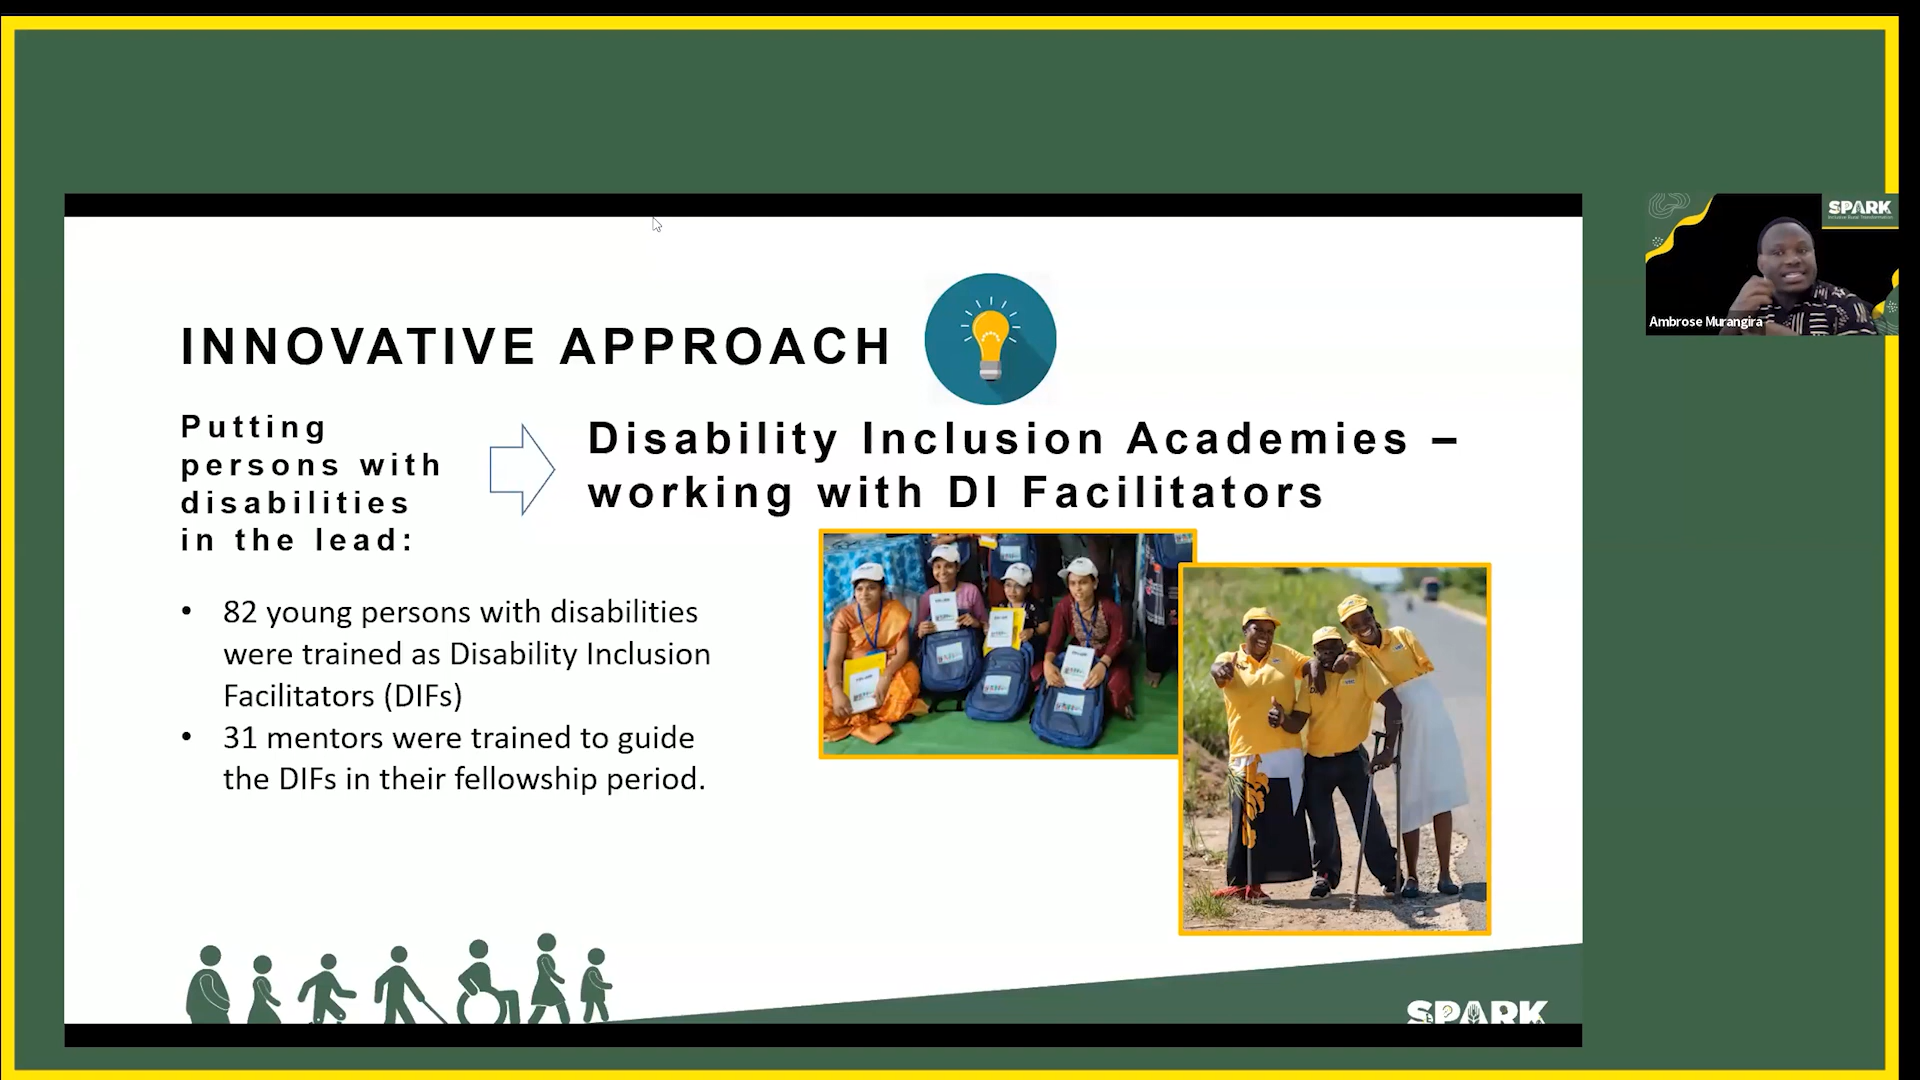 INNOVATIVE APPROACH
Putting
persons with
disabilities
in the lead:
Disability Inclusion Academies –
working with DI Facilitators
• 82 young persons with disabilities
were trained as Disability Inclusion
Facilitators (DIFs)
• 31 mentors were trained to guide
the DIFs in their fellowship period.
SPARK
SPARK
Ambrose Murangira